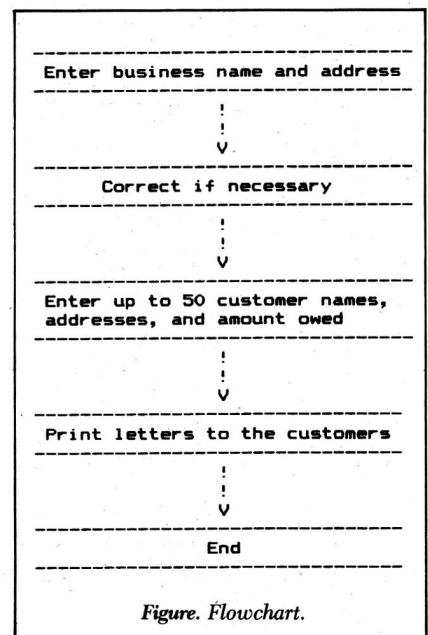 Enter business name and address
Correct if necessary
Enter up to 50 customer names,
addresses, and amount owed
Print letters to the customers
End
Figure. Flowchart.